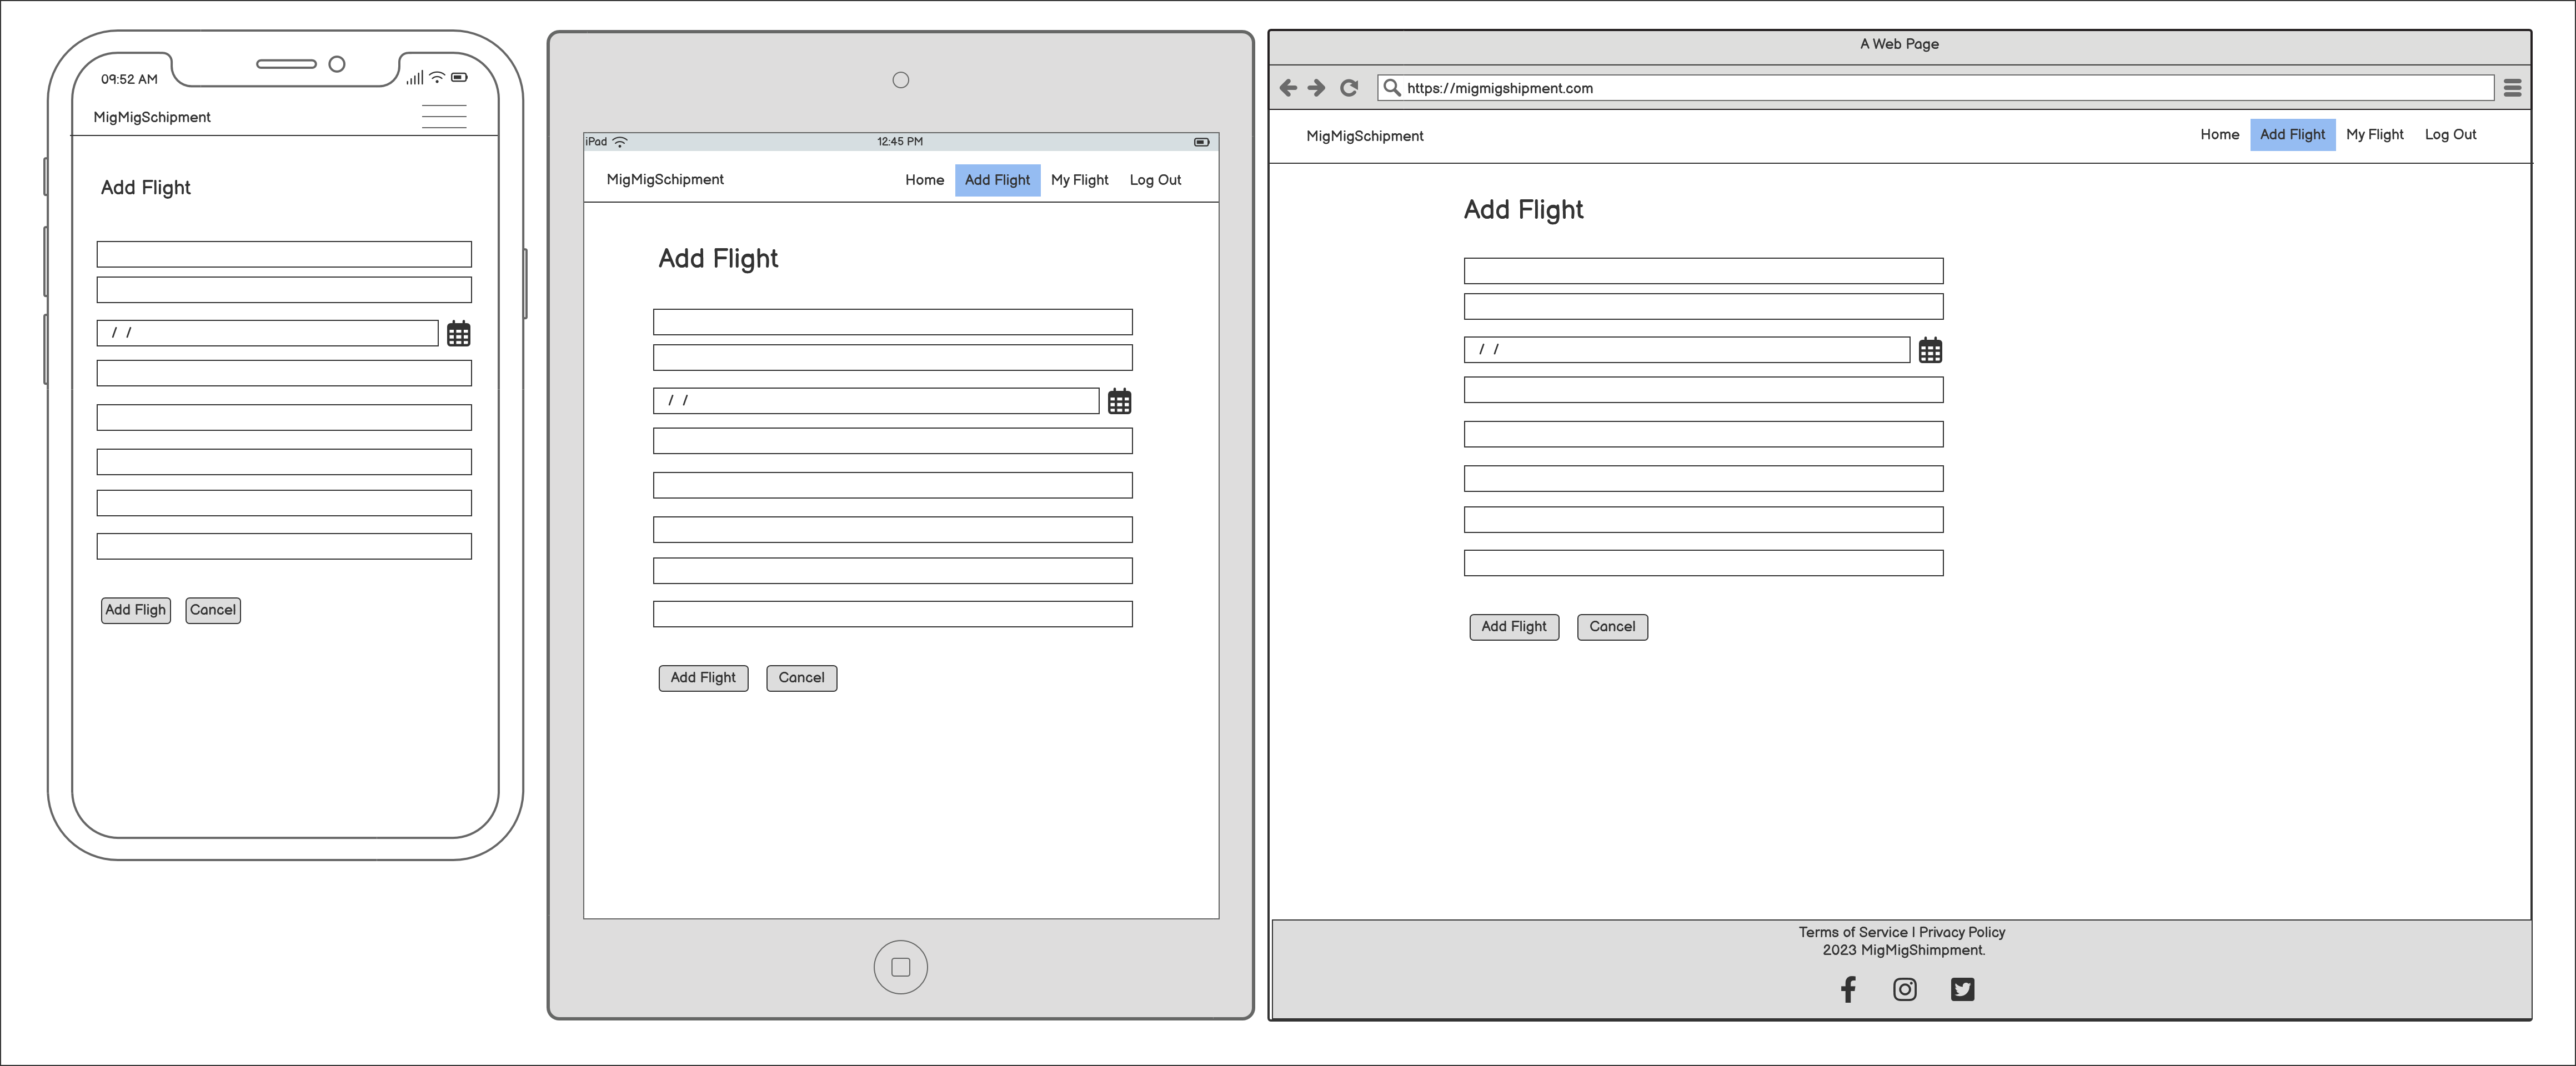 09:52 AM
MigMigSchipment
Add Flight
/ /
Add Fligh
Cancel
iPad
12:45 PM
MigMigSchipment
Home
Add Flight
My Flight
Log Out
Add Flight
/ /
Add Flight
Cancel
A Web Page
https://migmigshipment.com
MigMigSchipment
Home
Add Flight
My Flight
Log Out
Add Flight
/ /
Add Flight
Cancel
Terms of Service | Privacy Policy
2023 MigMigShimpment.